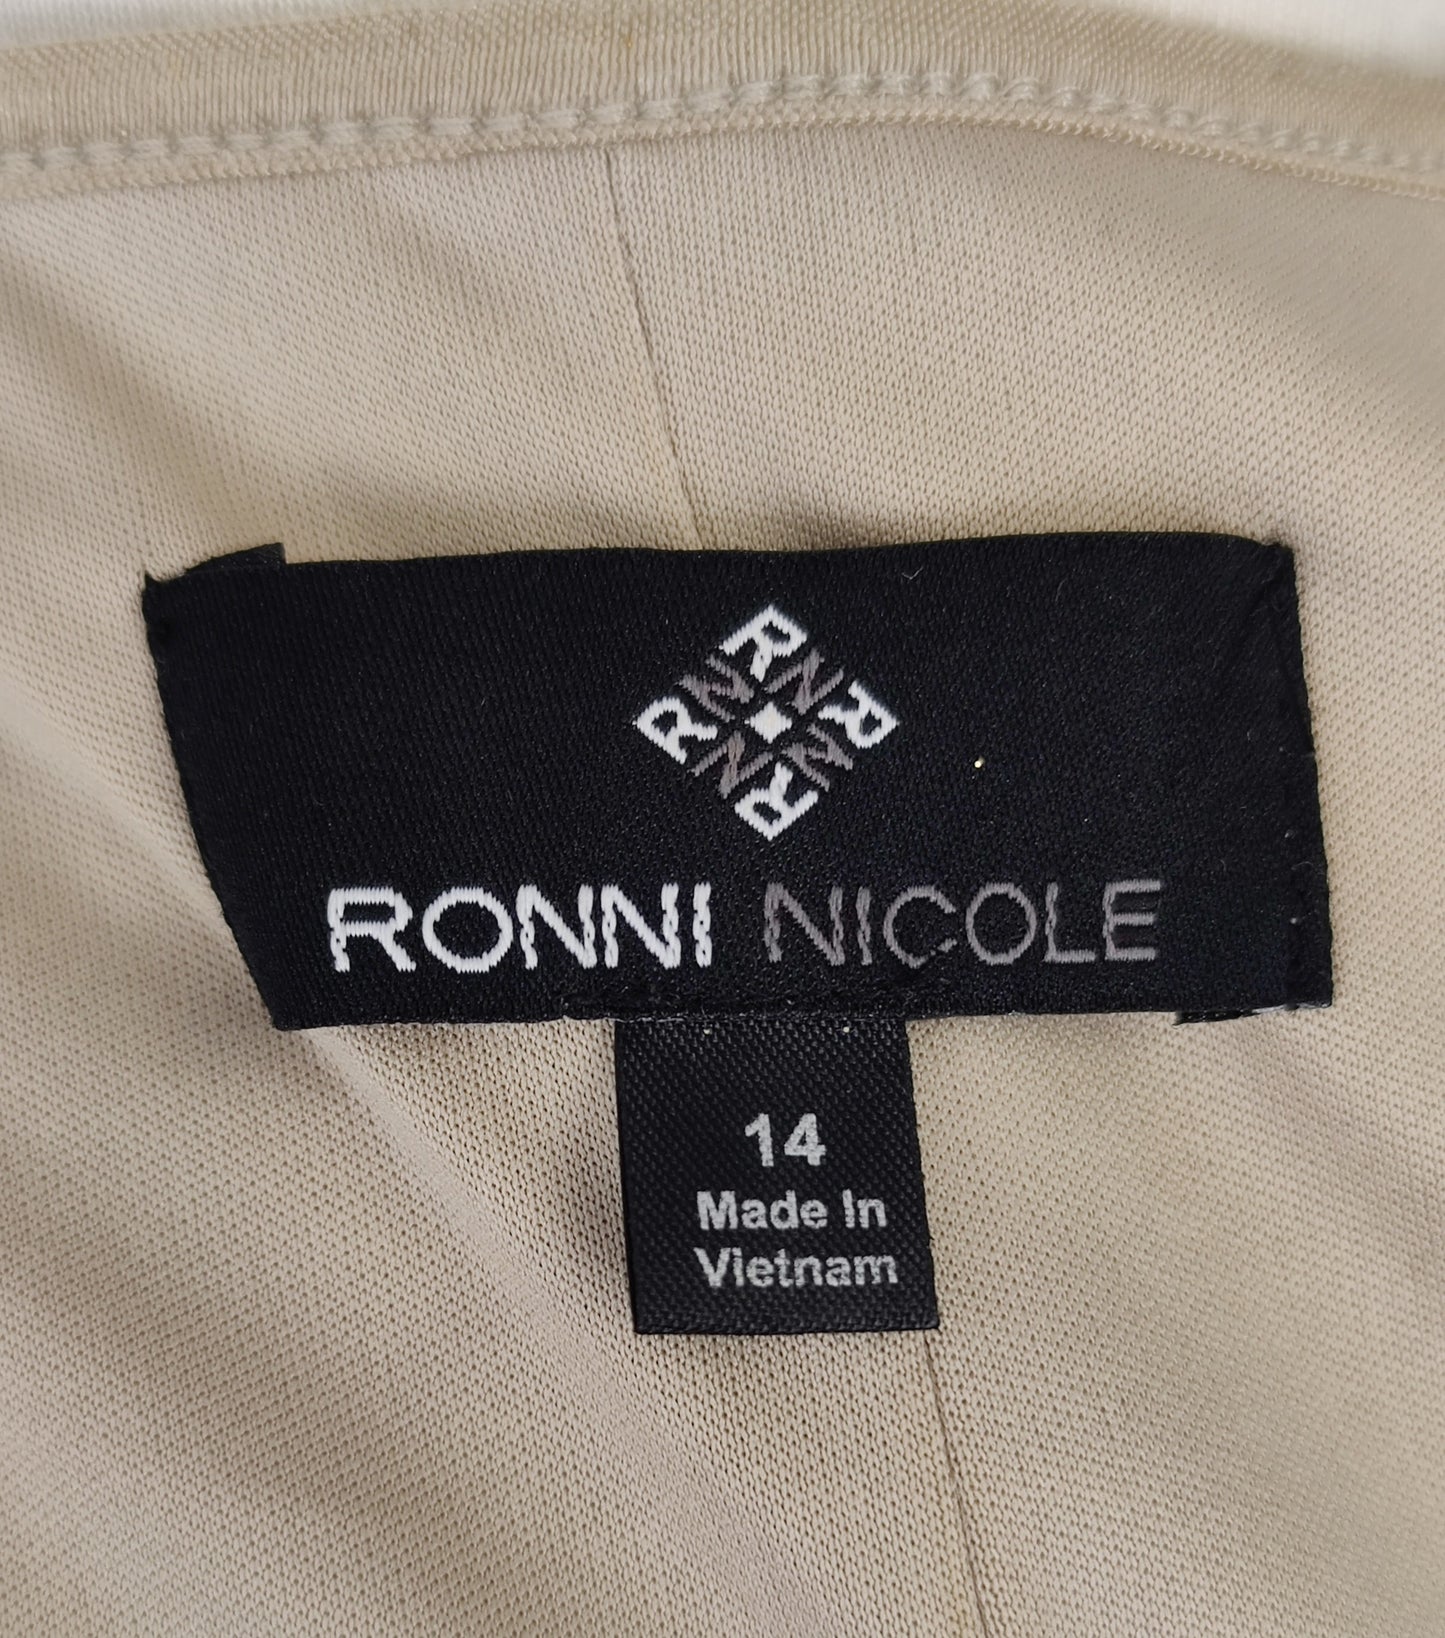 RONNI NICOLE
14
Made In
Vietnam